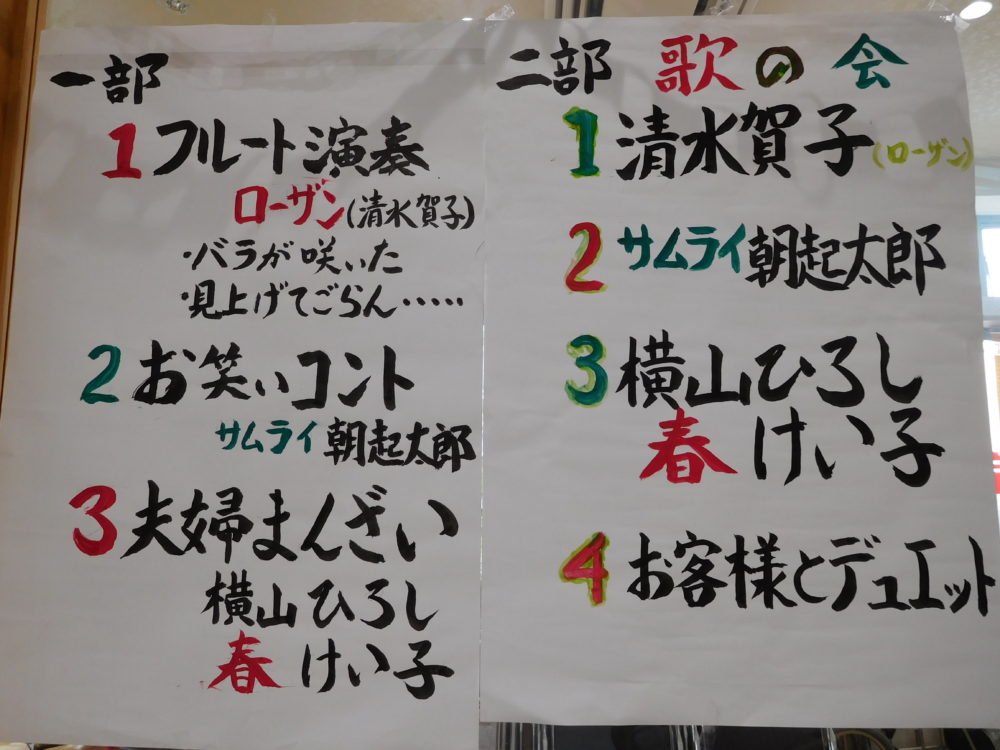 一部
1 フルート演奏
ローザン(清水賀子)
・バラが咲いた
・見上げてごらん‥‥‥
2 お笑いコント
サムライ 朝起太郎
3 夫婦まんざい
横山ひろし
春けい子
二部 歌の会
1 清水賀子(ローザン)
2 サムライ朝起太郎
3 横山ひろし
春けい子
4 お客様とデュエット